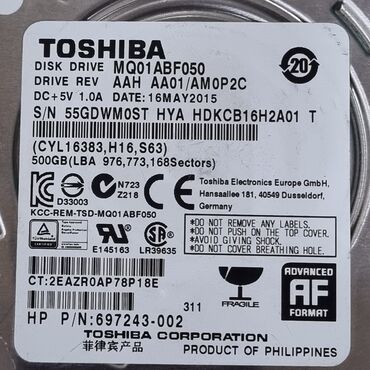 TOSHIBA
DISK DRIVE MQ01ABF050
DRIVE REV AAH AA01/AM0P2C
DC+5V 1.0A DATE:16MAY2015
20
S/N 55GDWM0ST HYA HDKCB16H2A01 T
(CYL16383,H16,S63)
500GB(LBA 976,773,168Sectors)
D33003
N723
Z218
KCC-REM-TSD-MQ01ABF050
Toshiba Electronics Europe GmbH,
Hansaallee 181, 40549 Dusseldorf,
Germany
E145163
LR39635
*DO NOT REMOVE ANY LABELS.
*DO NOT PUSH ON THE TOP COVER.
*DO NOT COVER BREATHING HOLE.
CT:2EAZR0AP78P18E
FRAGILE
ADVANCED
AF
FORMAT
311
HP P/N:697243-002
TOSHIBA CORPORATION
菲律宾产品 PRODUCT OF PHILIPPINES